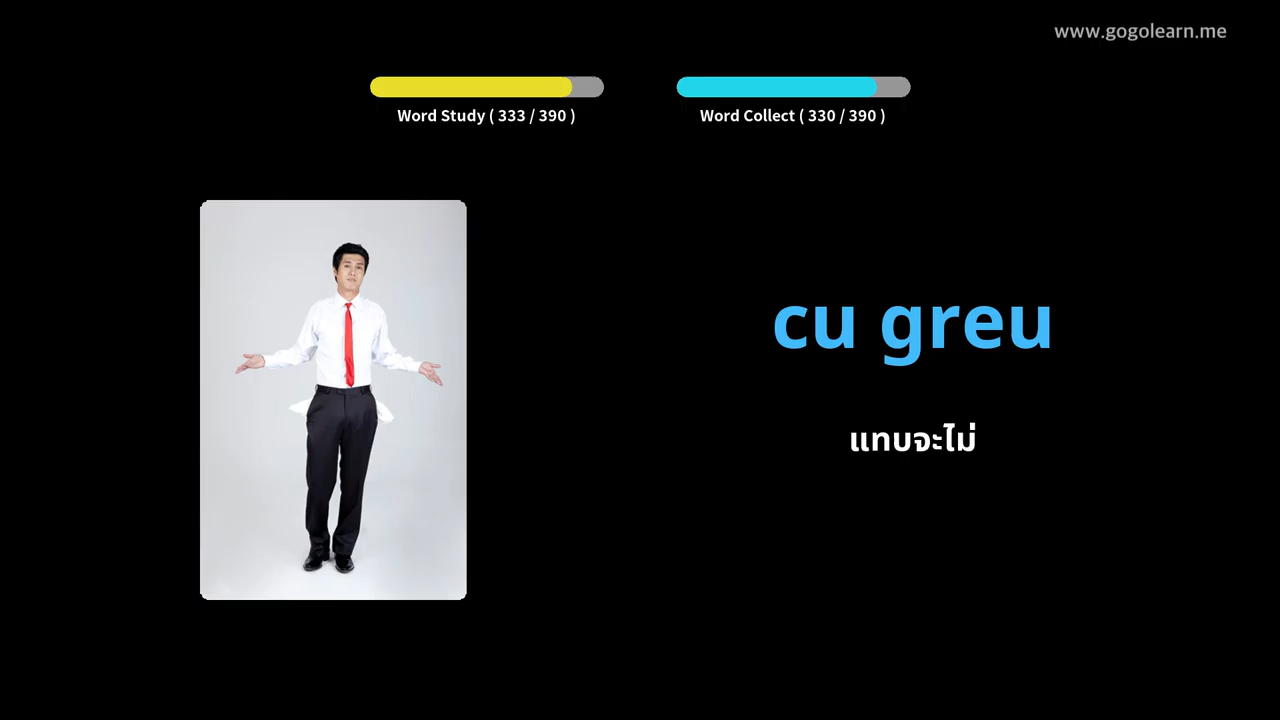 www.gogolearn.me
Word Study ( 333 / 390 )
Word Collect ( 330 / 390 )
cu greu
แทบจะไม่